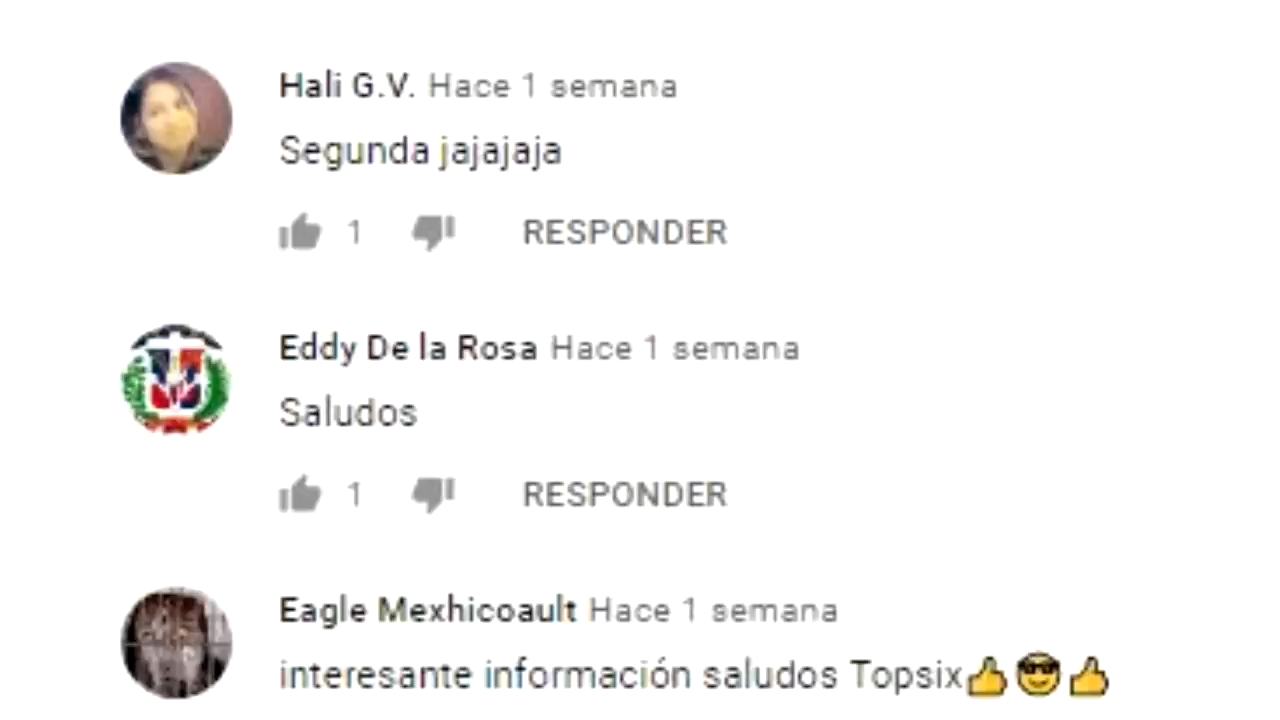 Hali G.V. Hace 1 semana
Segunda jajajaja
1 RESPONDER
Eddy De la Rosa Hace 1 semana
Saludos
1 RESPONDER
Eagle Mexhicoault Hace 1 semana
interesante información saludos Topsix👍😎👍